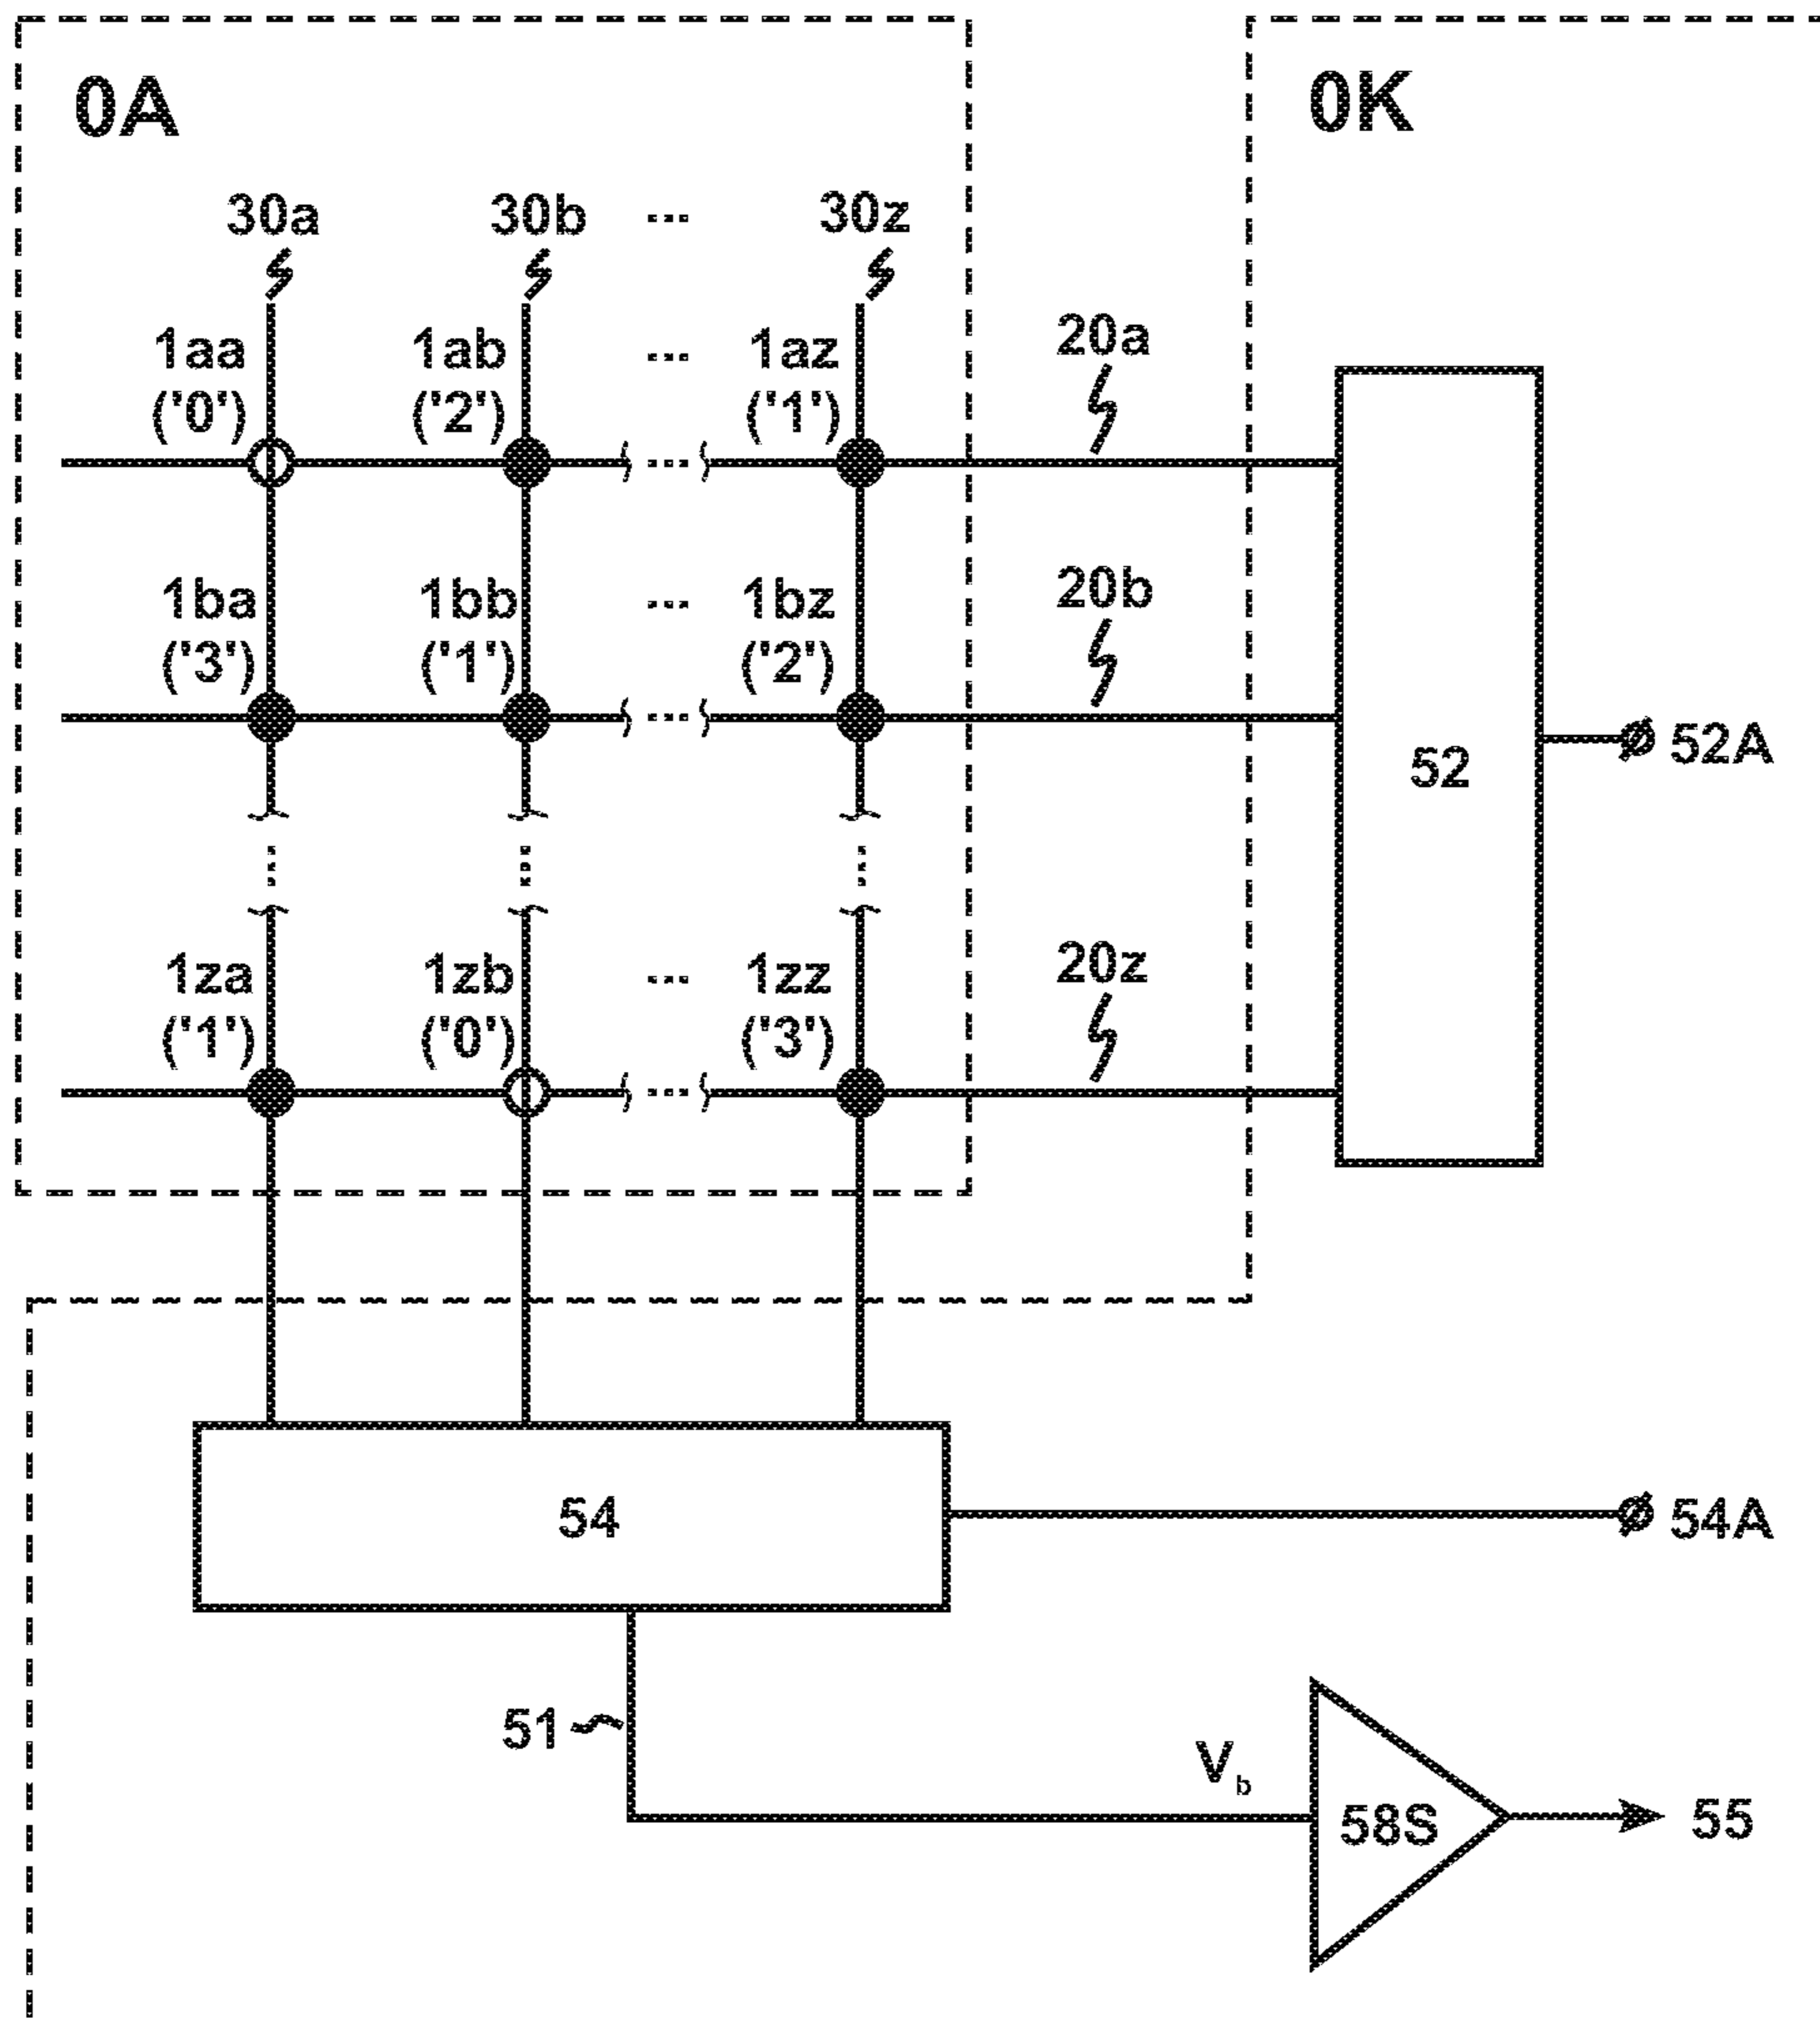 0A 0K
30a 30b ... 30z
1aa 1ab ... 1az 20a
('0') ('2') ('1')
...
1ba 1bb ... 1bz 20b
('3') ('1') ('2')
...
52 52A
... ... ...
1za 1zb ... 1zz 20z
('1') ('0') ('3')
...
54 54A
51 Vb 58S 55